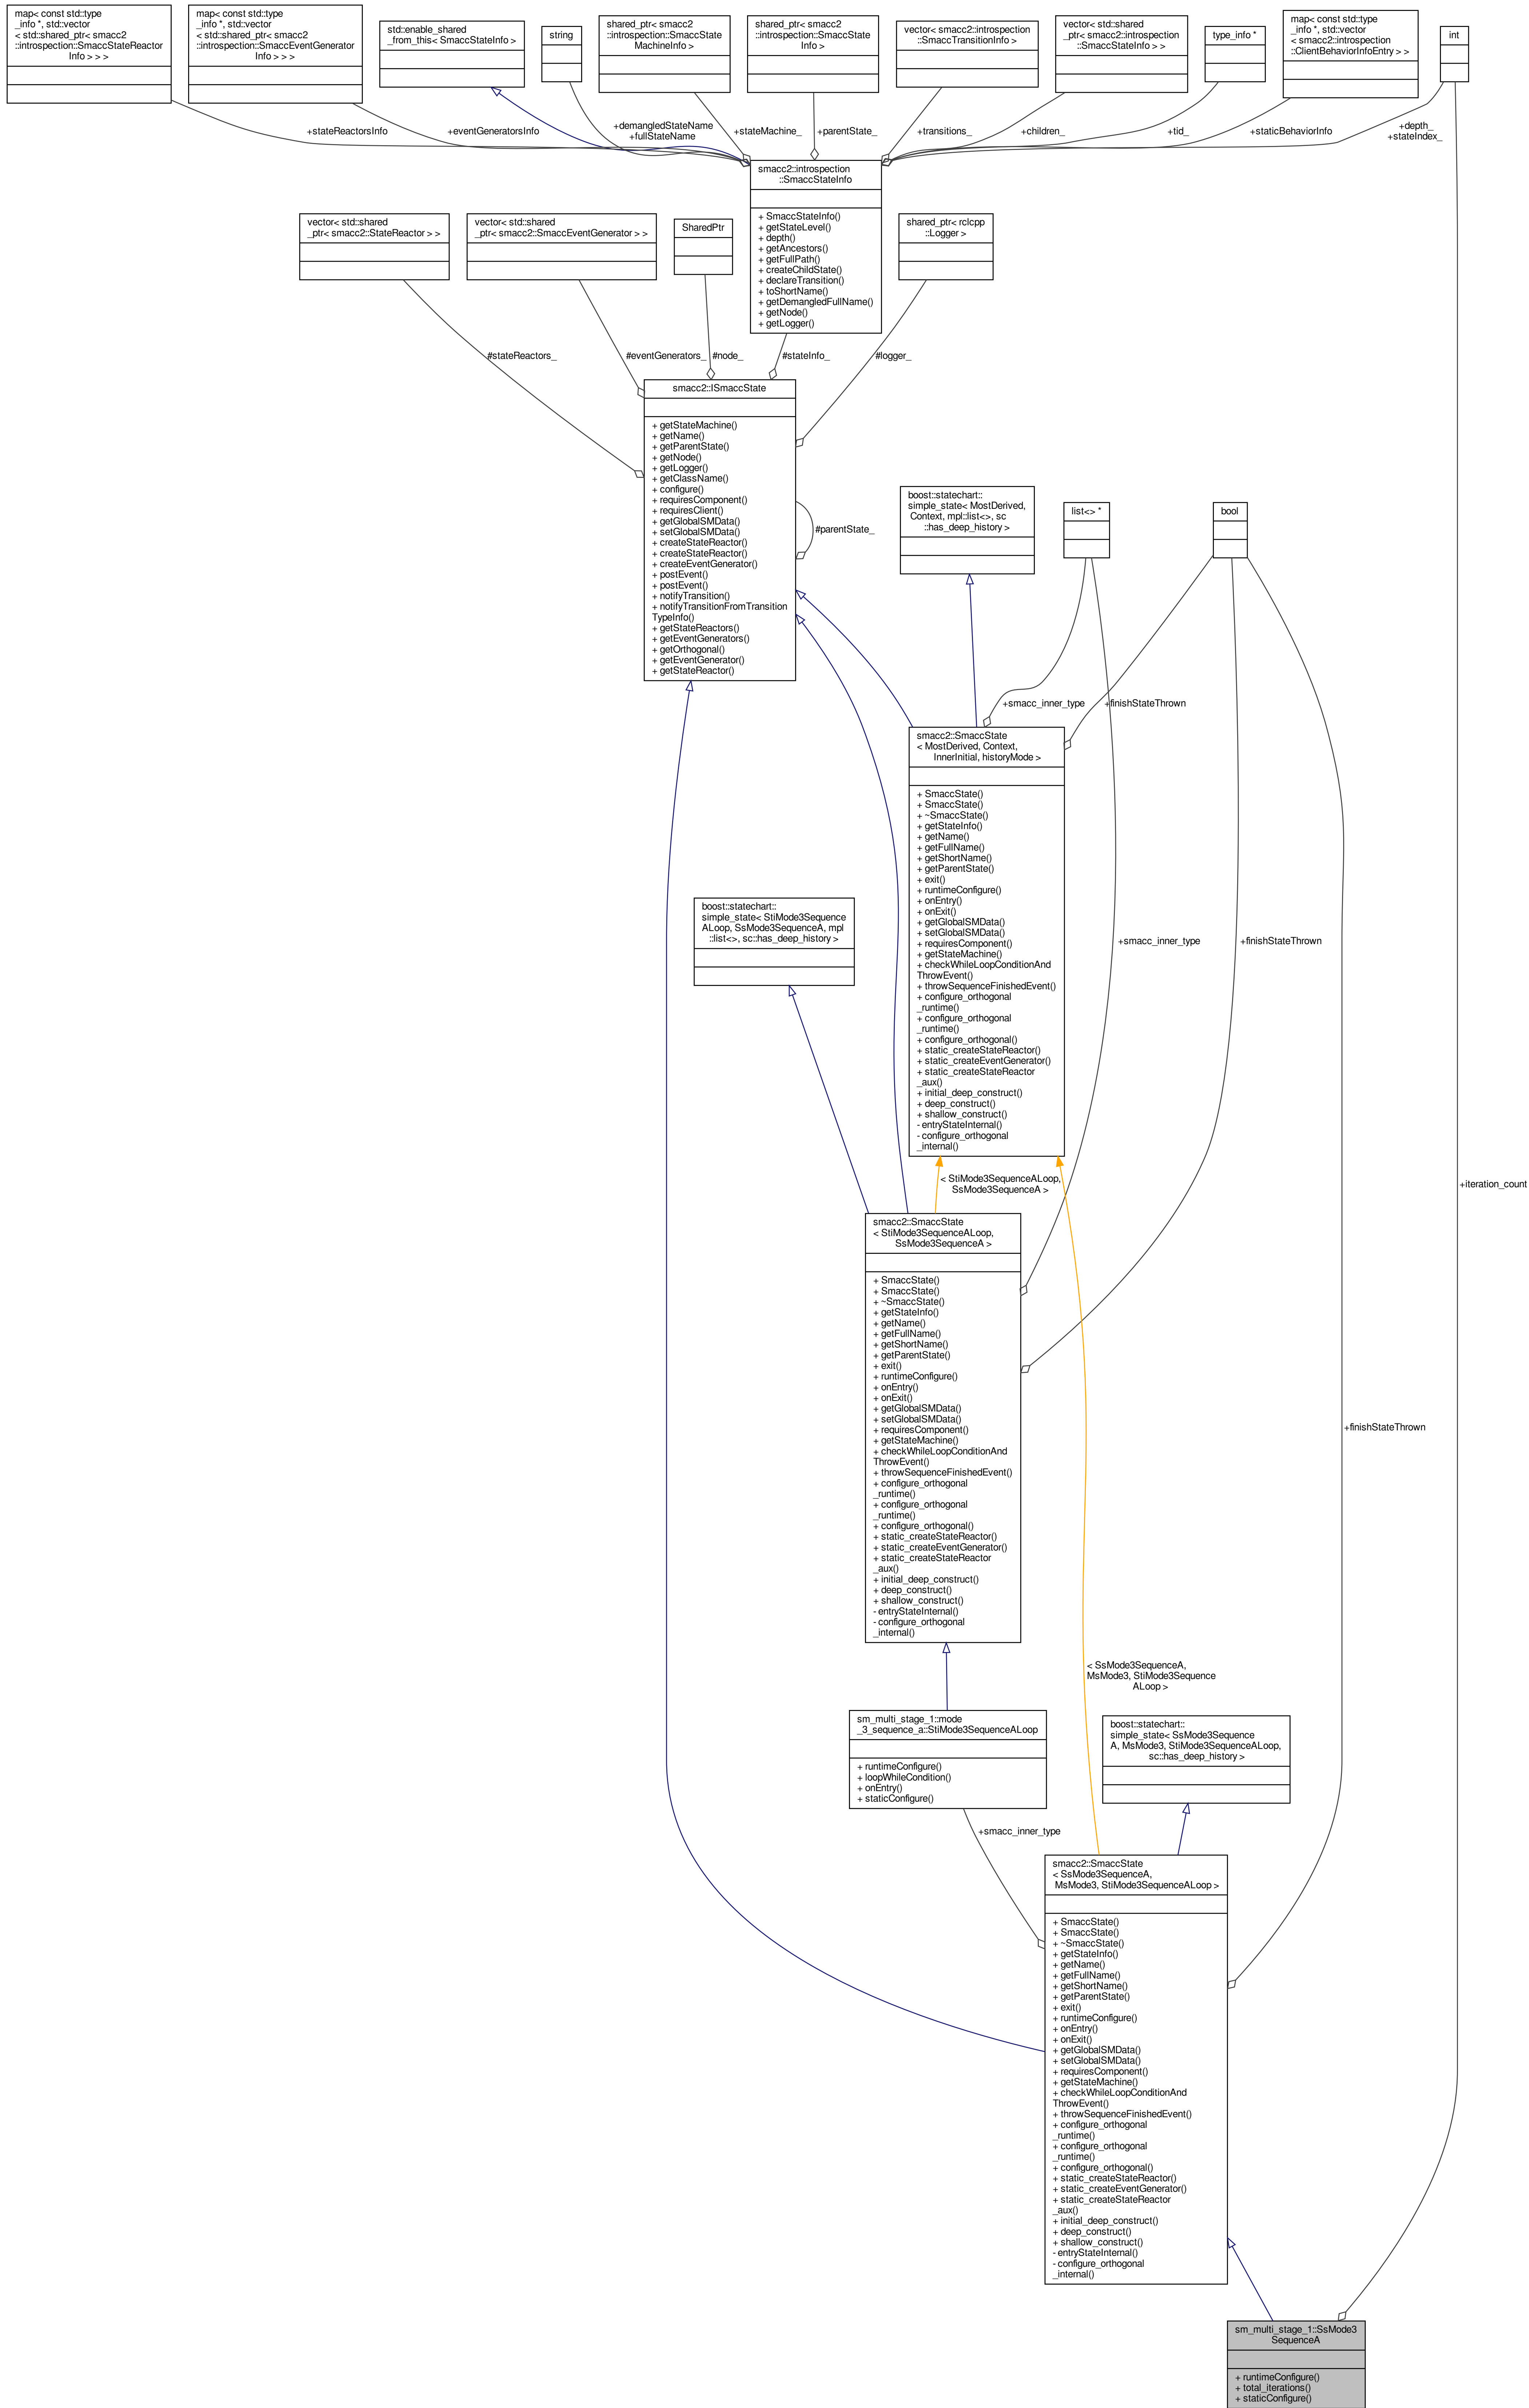 map< const std::type
_info *, std::vector
< std::shared_ptr< smacc2
::introspection::SmaccStateReactor
Info > > >
map< const std::type
_info *, std::vector
< std::shared_ptr< smacc2
::introspection::SmaccEventGenerator
Info > > >
std::enable_shared
_from_this< SmaccStateInfo >
string
shared_ptr< smacc2
::introspection::SmaccState
MachineInfo >
shared_ptr< smacc2
::introspection::SmaccState
Info >
vector< smacc2::introspection
::SmaccTransitionInfo >
vector< std::shared
_ptr< smacc2::introspection
::SmaccStateInfo > >
type_info *
map< const std::type
_info *, std::vector
< smacc2::introspection
::ClientBehaviorInfoEntry > >
int
+stateReactorsInfo
+eventGeneratorsInfo
+demangledStateName
+fullStateName
+stateMachine_
+parentState_
+transitions_
+children_
+tid_
+staticBehaviorInfo
+depth_
+stateIndex_
smacc2::introspection
::SmaccStateInfo
+ SmaccStateInfo()
+ getStateLevel()
+ depth()
+ getAncestors()
+ getFullPath()
+ createChildState()
+ declareTransition()
+ toShortName()
+ getDemangledFullName()
+ getNode()
+ getLogger()
vector< std::shared
_ptr< smacc2::StateReactor > >
vector< std::shared
_ptr< smacc2::SmaccEventGenerator > >
SharedPtr
shared_ptr< rclcpp
::Logger >
#stateReactors_
#eventGenerators_
#node_
#stateInfo_
#logger_
smacc2::ISmaccState
+ getStateMachine()
+ getName()
+ getParentState()
+ getNode()
+ getLogger()
+ getClassName()
+ configure()
+ requiresComponent()
+ requiresClient()
+ getGlobalSMData()
+ setGlobalSMData()
+ createStateReactor()
+ createStateReactor()
+ createEventGenerator()
+ postEvent()
+ postEvent()
+ notifyTransition()
+ notifyTransitionFromTransition
TypeInfo()
+ getStateReactors()
+ getEventGenerators()
+ getOrthogonal()
+ getEventGenerator()
+ getStateReactor()
#parentState_
boost::statechart::
simple_state< MostDerived,
Context, mpl::list<>, sc
::has_deep_history >
list<> *
bool
+smacc_inner_type
+finishStateThrown
smacc2::SmaccState
< MostDerived, Context,
InnerInitial, historyMode >
+ SmaccState()
+ SmaccState()
+ ~SmaccState()
+ getStateInfo()
+ getName()
+ getFullName()
+ getShortName()
+ getParentState()
+ exit()
+ runtimeConfigure()
+ onEntry()
+ onExit()
+ getGlobalSMData()
+ setGlobalSMData()
+ requiresComponent()
+ getStateMachine()
+ checkWhileLoopConditionAnd
ThrowEvent()
+ throwSequenceFinishedEvent()
+ configure_orthogonal
_runtime()
+ configure_orthogonal
_runtime()
+ configure_orthogonal()
+ static_createStateReactor()
+ static_createEventGenerator()
+ static_createStateReactor
_aux()
+ initial_deep_construct()
+ deep_construct()
+ shallow_construct()
- entryStateInternal()
- configure_orthogonal
_internal()
boost::statechart::
simple_state< StiMode3Sequence
ALoop, SsMode3SequenceA, mpl
::list<>, sc::has_deep_history >
+smacc_inner_type
+finishStateThrown
< StiMode3SequenceALoop,
SsMode3SequenceA >
+iteration_count
smacc2::SmaccState
< StiMode3SequenceALoop,
SsMode3SequenceA >
+ SmaccState()
+ SmaccState()
+ ~SmaccState()
+ getStateInfo()
+ getName()
+ getFullName()
+ getShortName()
+ getParentState()
+ exit()
+ runtimeConfigure()
+ onEntry()
+ onExit()
+ getGlobalSMData()
+ setGlobalSMData()
+ requiresComponent()
+ getStateMachine()
+ checkWhileLoopConditionAnd
ThrowEvent()
+ throwSequenceFinishedEvent()
+ configure_orthogonal
_runtime()
+ configure_orthogonal
_runtime()
+ configure_orthogonal()
+ static_createStateReactor()
+ static_createEventGenerator()
+ static_createStateReactor
_aux()
+ initial_deep_construct()
+ deep_construct()
+ shallow_construct()
- entryStateInternal()
- configure_orthogonal
_internal()
+finishStateThrown
< SsMode3SequenceA,
MsMode3, StiMode3Sequence
ALoop >
sm_multi_stage_1::mode
_3_sequence_a::StiMode3SequenceALoop
+ runtimeConfigure()
+ loopWhileCondition()
+ onEntry()
+ staticConfigure()
boost::statechart::
simple_state< SsMode3Sequence
A, MsMode3, StiMode3SequenceALoop,
sc::has_deep_history >
+smacc_inner_type
smacc2::SmaccState
< SsMode3SequenceA,
MsMode3, StiMode3SequenceALoop >
+ SmaccState()
+ SmaccState()
+ ~SmaccState()
+ getStateInfo()
+ getName()
+ getFullName()
+ getShortName()
+ getParentState()
+ exit()
+ runtimeConfigure()
+ onEntry()
+ onExit()
+ getGlobalSMData()
+ setGlobalSMData()
+ requiresComponent()
+ getStateMachine()
+ checkWhileLoopConditionAnd
ThrowEvent()
+ throwSequenceFinishedEvent()
+ configure_orthogonal
_runtime()
+ configure_orthogonal
_runtime()
+ configure_orthogonal()
+ static_createStateReactor()
+ static_createEventGenerator()
+ static_createStateReactor
_aux()
+ initial_deep_construct()
+ deep_construct()
+ shallow_construct()
- entryStateInternal()
- configure_orthogonal
_internal()
sm_multi_stage_1::SsMode3
SequenceA
+ runtimeConfigure()
+ total_iterations()
+ staticConfigure()